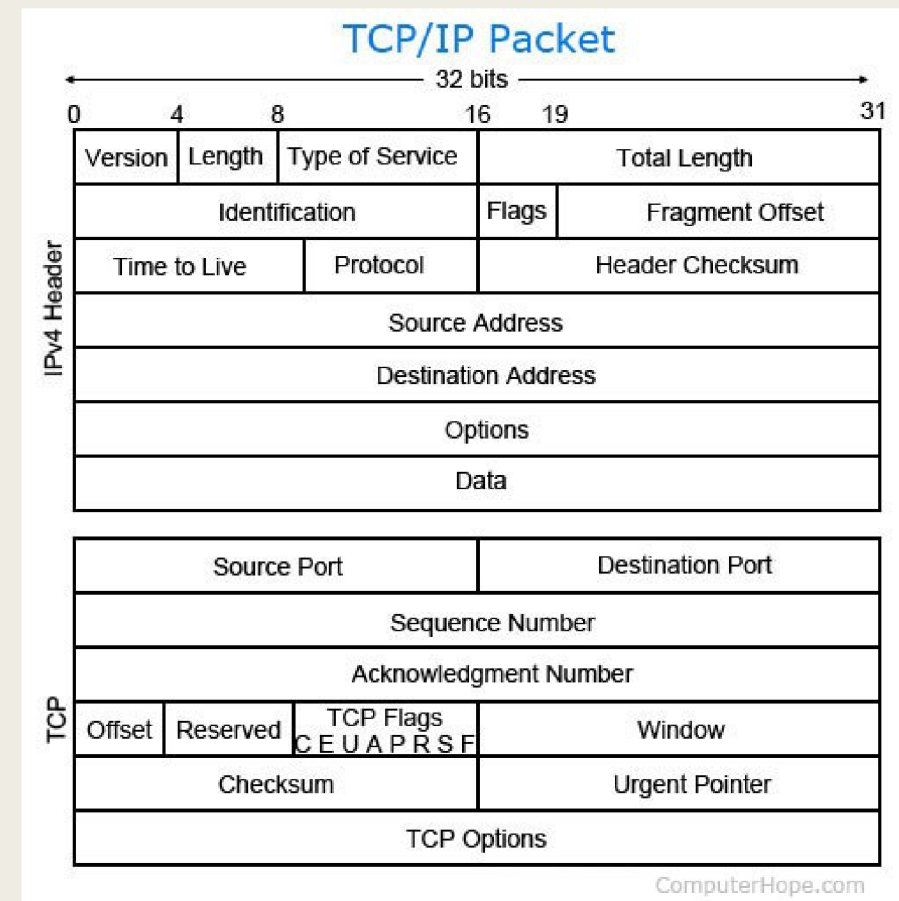 TCP/IP Packet
32 bits
0 4 8 16 19 31
IPv4 Header
Version Length Type of Service Total Length
Identification Flags Fragment Offset
Time to Live Protocol Header Checksum
Source Address
Destination Address
Options
Data
TCP
Source Port Destination Port
Sequence Number
Acknowledgment Number
Offset Reserved TCP Flags Window
C E U A P R S F
Checksum Urgent Pointer
TCP Options
ComputerHope.com